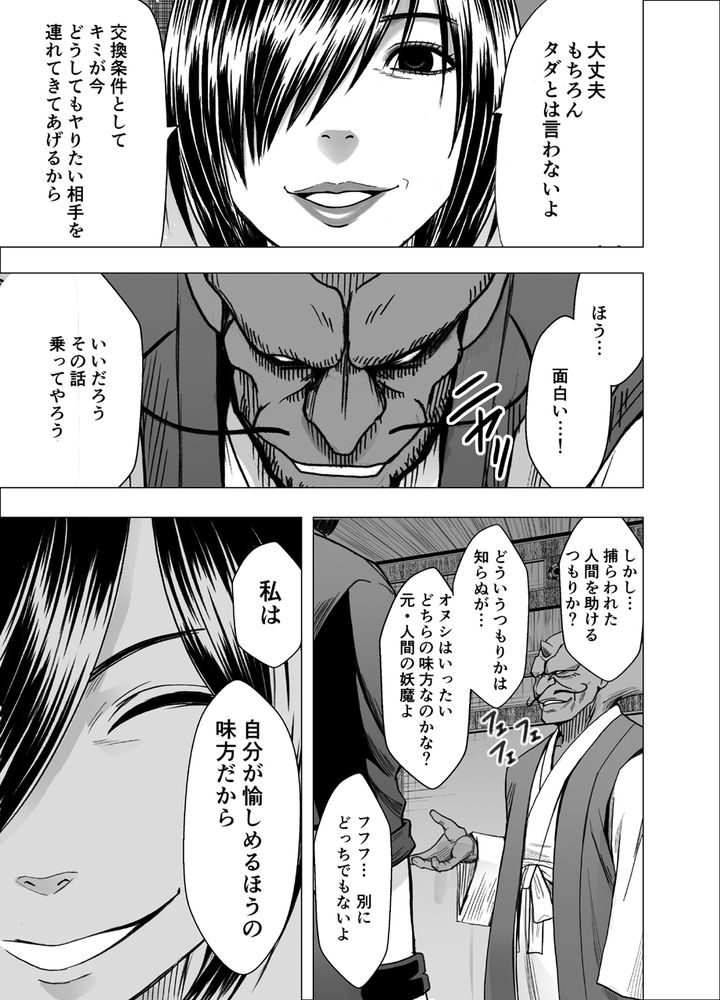 大丈夫
もちろん
タダとは言わないよ
交換条件として
キミが今
どうしてもヤりたい相手を
連れてきてあげるから
ほう…
面白い…!
ニヤッ
いいだろう
その話
乗ってやろう
しかし…
捕らわれた
人間を助ける
つもりか?
どういうつもりかは
知らぬが…
オヌシはいったい
どちらの味方なのかな?
元・人間の妖魔よ
フェフェフェ
フフフ… 別に
どっちでもないよ
私は
自分が愉しめるほうの
味方だから